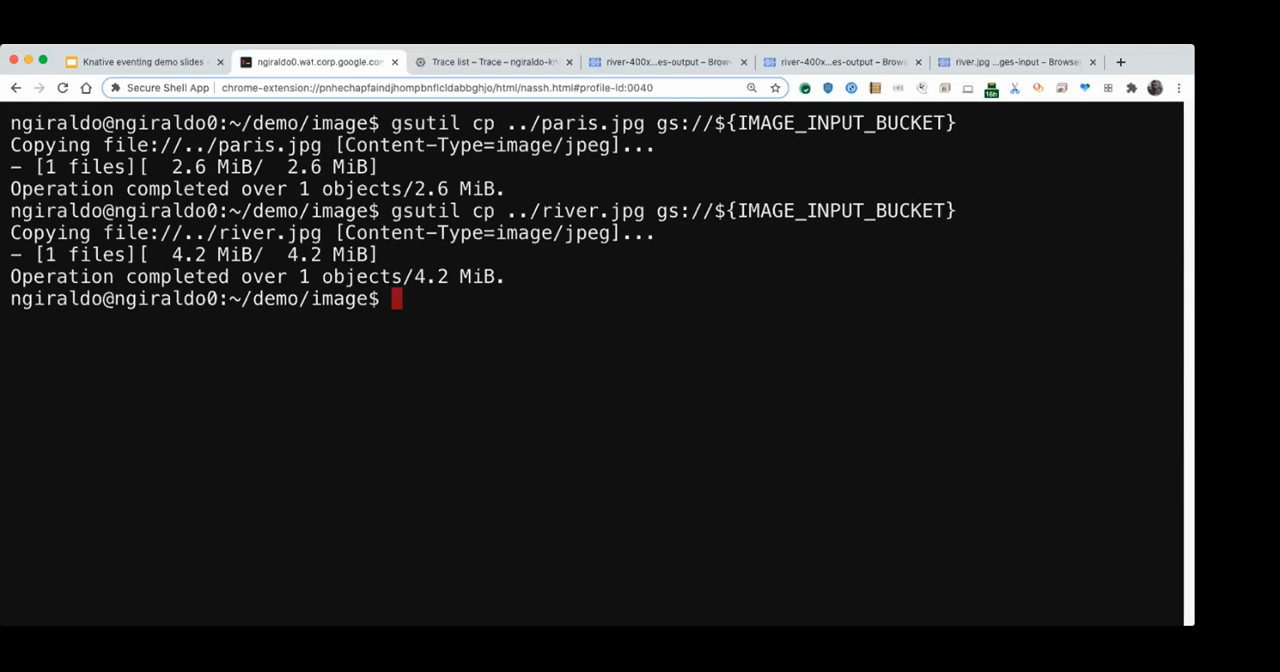 Knative eventing demo slides
ngiraldo0.wat.corp.google.co
Trace list – Trace – ngiraldo-kn
river-400x...es-output – Brow
river-400x...es-output – Brows
river.jpg ...ges-input – Browse
Secure Shell App
chrome-extension://pnhechapfaindjhompbnflcldabbghjo/html/nassh.html#profile-id:0040
16h
ngiraldo@ngiraldo0:~/demo/image$ gsutil cp ../paris.jpg gs://${IMAGE_INPUT_BUCKET}
Copying file://../paris.jpg [Content-Type=image/jpeg]...
- [1 files][  2.6 MiB/  2.6 MiB]
Operation completed over 1 objects/2.6 MiB.
ngiraldo@ngiraldo0:~/demo/image$ gsutil cp ../river.jpg gs://${IMAGE_INPUT_BUCKET}
Copying file://../river.jpg [Content-Type=image/jpeg]...
- [1 files][  4.2 MiB/  4.2 MiB]
Operation completed over 1 objects/4.2 MiB.
ngiraldo@ngiraldo0:~/demo/image$